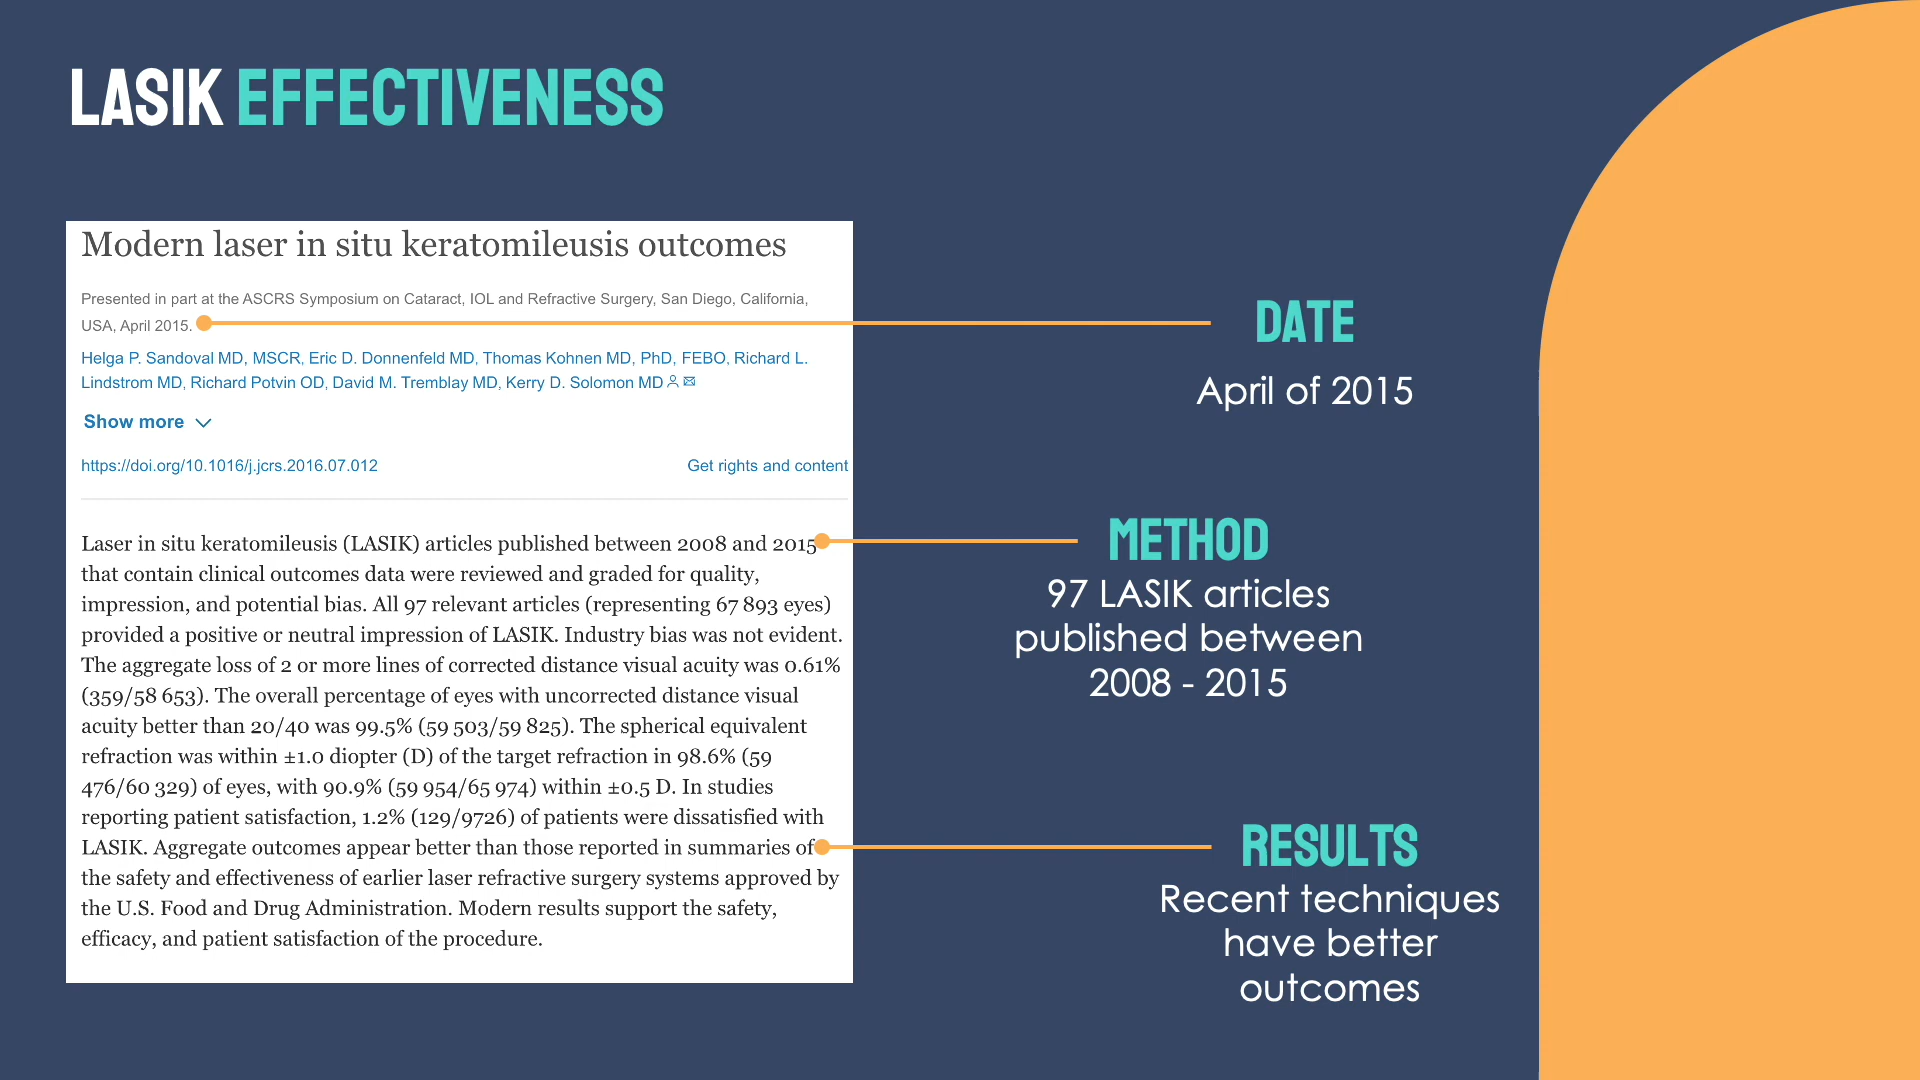 LASIK EFFECTIVENESS
Modern laser in situ keratomileusis outcomes
Presented in part at the ASCRS Symposium on Cataract, IOL and Refractive Surgery, San Diego, California,
USA, April 2015.
Helga P. Sandoval MD, MSCR, Eric D. Donnenfeld MD, Thomas Kohnen MD, PhD, FEBO, Richard L.
Lindstrom MD, Richard Potvin OD, David M. Tremblay MD, Kerry D. Solomon MD
Show more
https://doi.org/10.1016/j.jcrs.2016.07.012 Get rights and content
Laser in situ keratomileusis (LASIK) articles published between 2008 and 2015
that contain clinical outcomes data were reviewed and graded for quality,
impression, and potential bias. All 97 relevant articles (representing 67 893 eyes)
provided a positive or neutral impression of LASIK. Industry bias was not evident.
The aggregate loss of 2 or more lines of corrected distance visual acuity was 0.61%
(359/58 653). The overall percentage of eyes with uncorrected distance visual
acuity better than 20/40 was 99.5% (59 503/59 825). The spherical equivalent
refraction was within ±1.0 diopter (D) of the target refraction in 98.6% (59
476/60 329) of eyes, with 90.9% (59 954/65 974) within ±0.5 D. In studies
reporting patient satisfaction, 1.2% (129/9726) of patients were dissatisfied with
LASIK. Aggregate outcomes appear better than those reported in summaries of
the safety and effectiveness of earlier laser refractive surgery systems approved by
the U.S. Food and Drug Administration. Modern results support the safety,
efficacy, and patient satisfaction of the procedure.
DATE
April of 2015
METHOD
97 LASIK articles
published between
2008 - 2015
RESULTS
Recent techniques
have better
outcomes